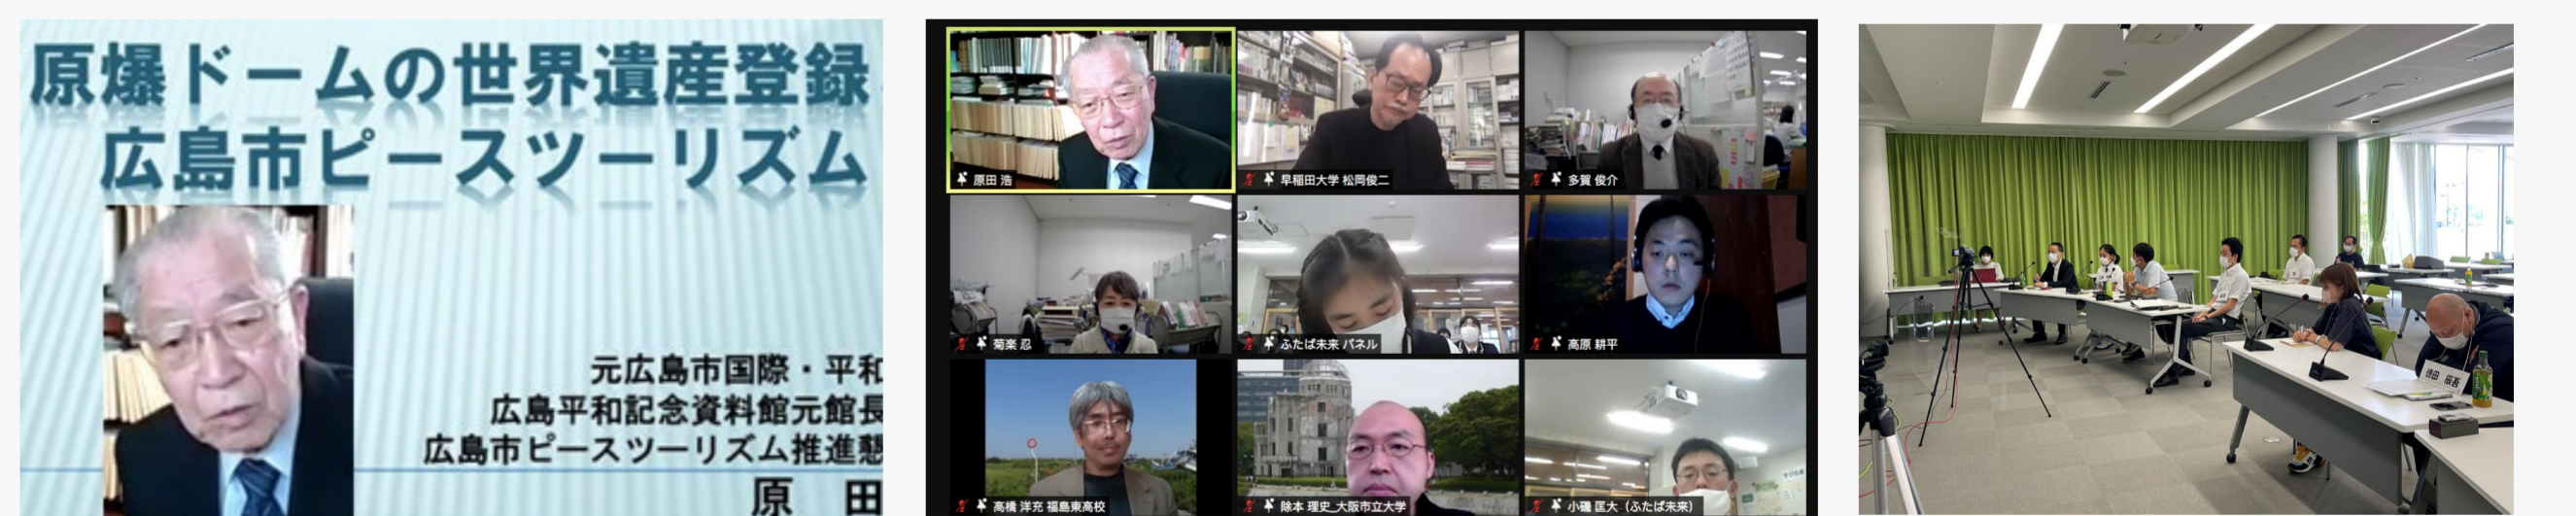 原爆ドームの世界遺産登録
広島市ピースツーリズム
元広島市国際・平和
広島平和記念資料館元館長
広島市ピースツーリズム推進懇
原 田
原田 浩
早稲田大学 松岡俊二
多賀 俊介
菊楽 忍
ふたば未来 パネル
高原 耕平
高橋 洋充 福島東高校
除本 理史_大阪市立大学
小磯 匡大（ふたば未来）